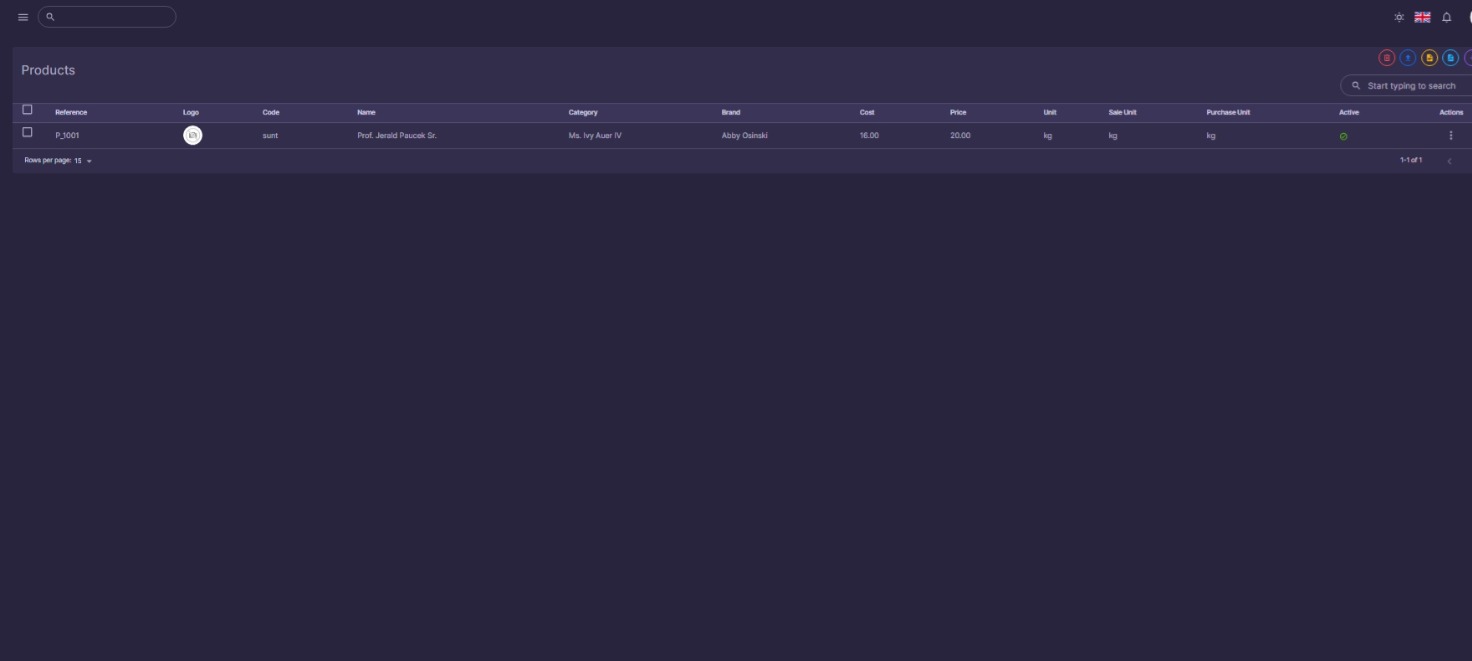 Products
Start typing to search
Reference Logo Code Name Category Brand Cost Price Unit Sale Unit Purchase Unit Active Actions
P_1001 sunt Prof. Jerald Paucek Sr. Ms. Ivy Auer IV Abby Osinski 16.00 20.00 kg kg kg
Rows per page: 15 1-1 of 1